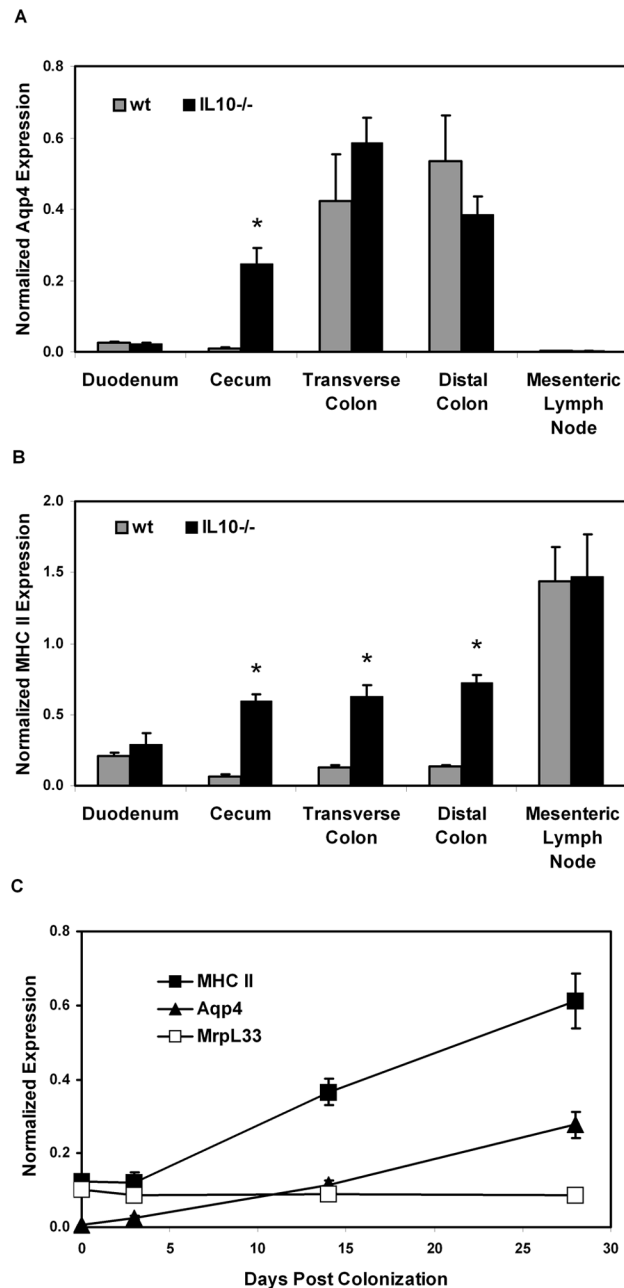 A
Normalized Aqp4 Expression
0.8
0.6
0.4
0.2
0.0
wt IL10-/-
*
Duodenum Cecum Transverse Colon Distal Colon Mesenteric Lymph Node
B
Normalized MHC II Expression
2.0
1.5
1.0
0.5
0.0
wt IL10-/-
* * *
Duodenum Cecum Transverse Colon Distal Colon Mesenteric Lymph Node
C
Normalized Expression
0.8
0.6
0.4
0.2
0.0
MHC II
Aqp4
MrpL33
0 5 10 15 20 25 30
Days Post Colonization